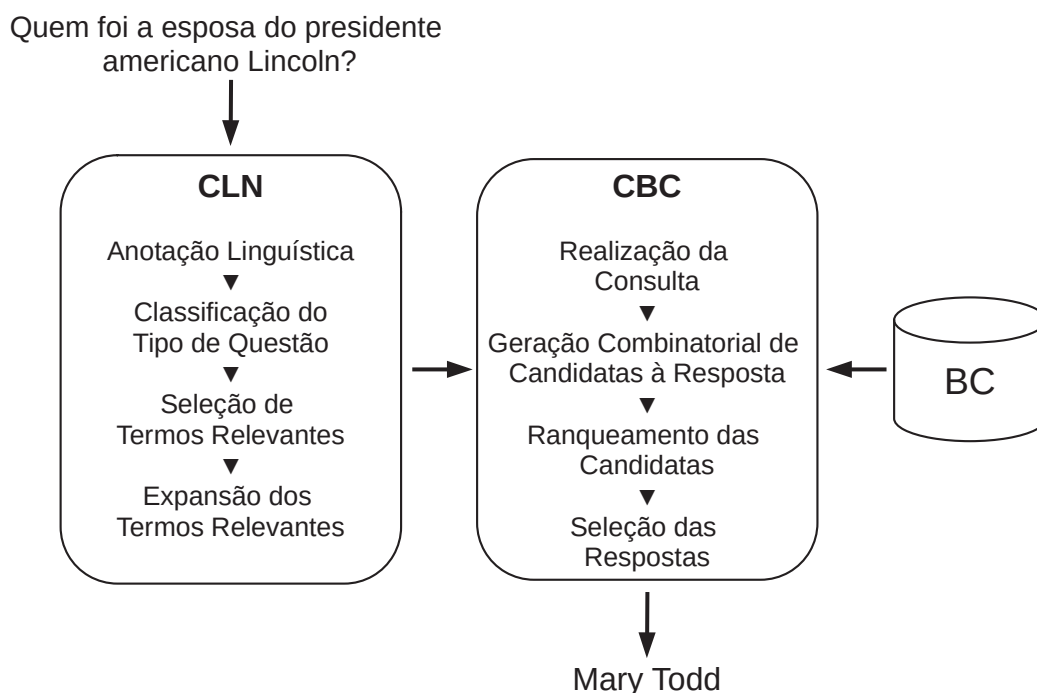 Quem foi a esposa do presidente
americano Lincoln?
CLN
Anotação Linguística
Classificação do
Tipo de Questão
Seleção de
Termos Relevantes
Expansão dos
Termos Relevantes
CBC
Realização da
Consulta
Geração Combinatorial de
Candidatas à Resposta
Ranqueamento das
Candidatas
Seleção das
Respostas
BC
Mary Todd